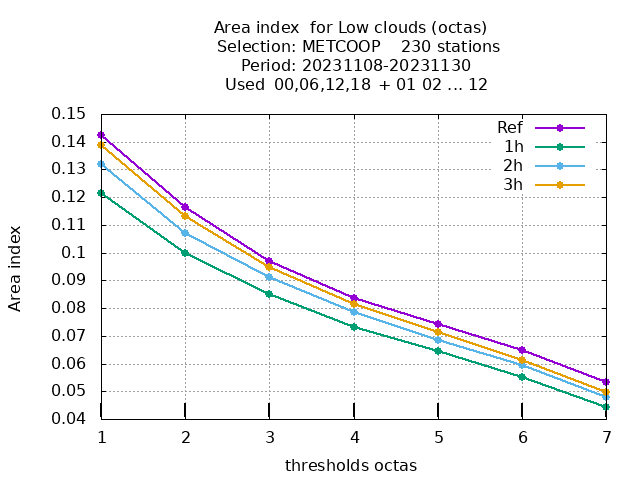 Area index  for Low clouds (octas)
Selection: METCOOP    230 stations
Period: 20231108-20231130
Used  00,06,12,18 + 01 02 ... 12
0.15
0.14
0.13
0.12
0.11
0.1
0.09
0.08
0.07
0.06
0.05
0.04
Area index
Ref
1h
2h
3h
1 2 3 4 5 6 7
thresholds octas